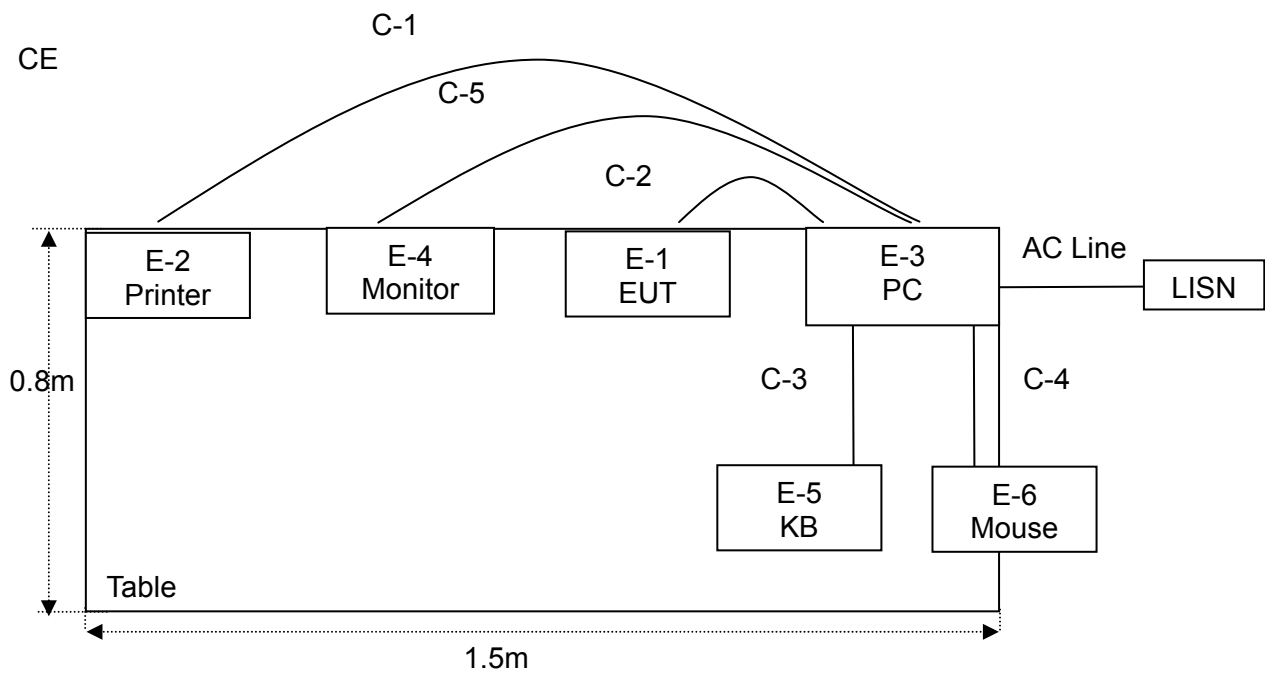 C-1
CE
C-5
C-2
E-2
Printer
E-4
Monitor
E-1
EUT
E-3
PC
AC Line
LISN
0.8m
C-3
C-4
E-5
KB
E-6
Mouse
Table
1.5m